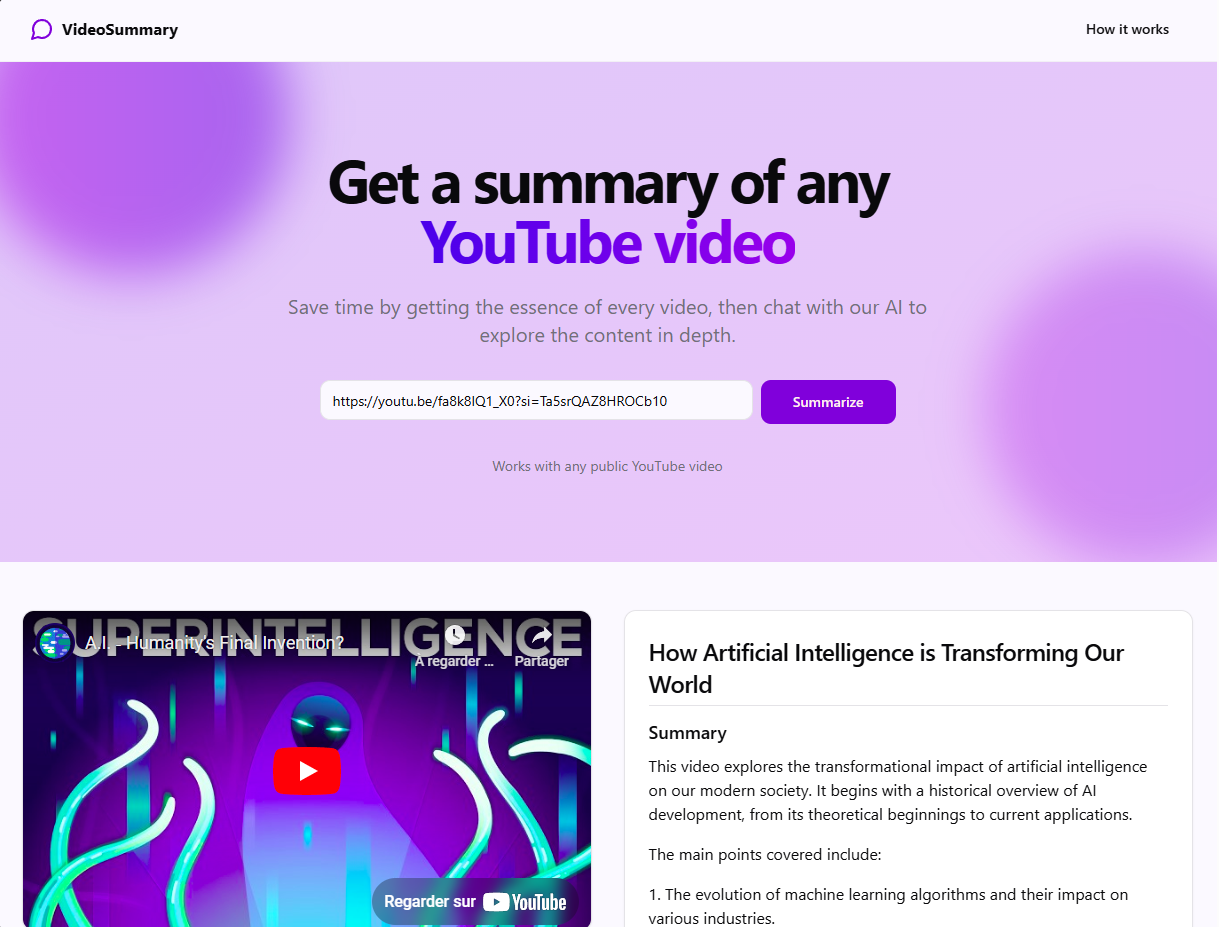 VideoSummary
How it works
Get a summary of any
YouTube video
Save time by getting the essence of every video, then chat with our AI to
explore the content in depth.
https://youtu.be/fa8k8IQ1_X0?si=Ta5srQAZ8HROCb10
Summarize
Works with any public YouTube video
SUPERINTELLIGENCE
A.I. - Humanity's Final Invention?
À regarder ...
Partager
Regarder sur YouTube
How Artificial Intelligence is Transforming Our
World
Summary
This video explores the transformational impact of artificial intelligence
on our modern society. It begins with a historical overview of AI
development, from its theoretical beginnings to current applications.
The main points covered include:
1. The evolution of machine learning algorithms and their impact on
various industries.